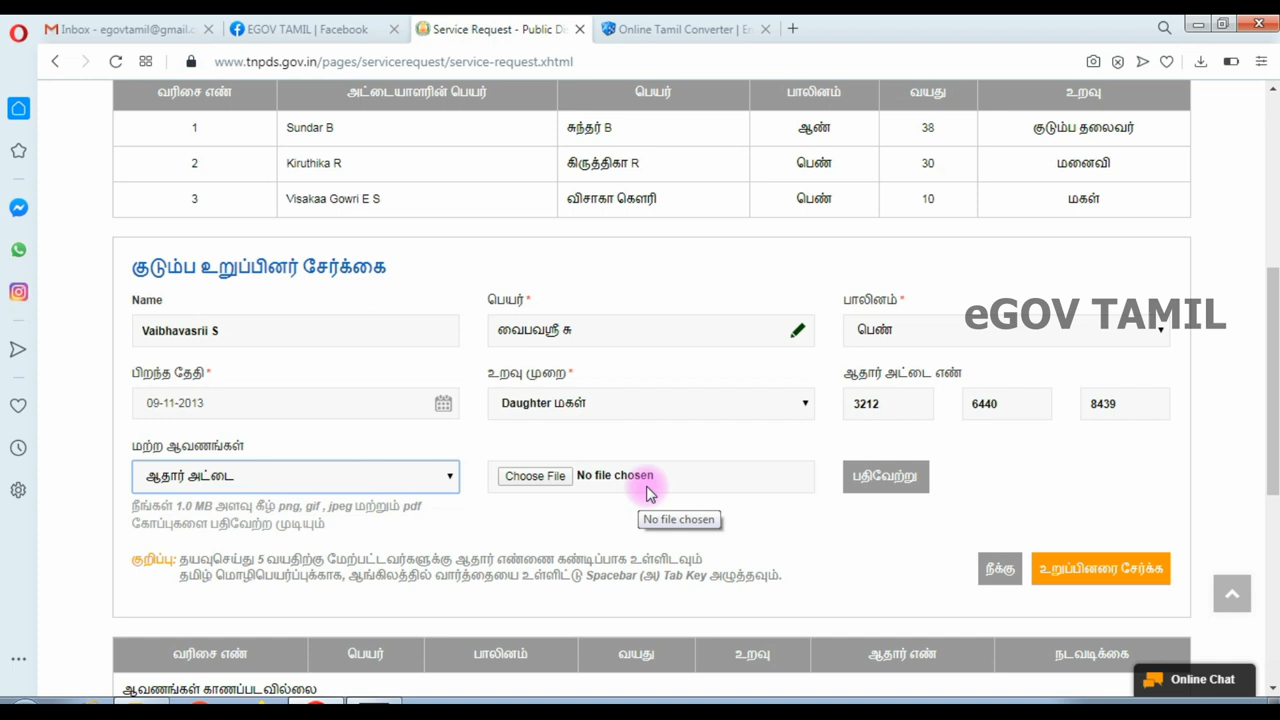 Inbox - egovtamil@gmail.c
EGOV TAMIL | Facebook
Service Request - Public Di
Online Tamil Converter | En
www.tnpds.gov.in/pages/servicerequest/service-request.xhtml
வரிசை எண் அட்டையாளரின் பெயர் பெயர் பாலினம் வயது உறவு
1 Sundar B சுந்தர் B ஆண் 38 குடும்ப தலைவர்
2 Kiruthika R கிருத்திகா R பெண் 30 மனைவி
3 Visakaa Gowri E S விசாகா கௌரி பெண் 10 மகள்
குடும்ப உறுப்பினர் சேர்க்கை
Name பெயர் * பாலினம் *
eGOV TAMIL
Vaibhavasrii S வைபவஸ்ரீ சு பெண்
பிறந்த தேதி * உறவு முறை * ஆதார் அட்டை எண்
09-11-2013 Daughter மகள் 3212 6440 8439
மற்ற ஆவணங்கள்
ஆதார் அட்டை Choose File No file chosen பதிவேற்று
நீங்கள் 1.0 MB அளவு கீழ் png, gif , jpeg மற்றும் pdf
கோப்புகளை பதிவேற்ற முடியும்
No file chosen
குறிப்பு: தயவுசெய்து 5 வயதிற்கு மேற்பட்டவர்களுக்கு ஆதார் எண்ணை கண்டிப்பாக உள்ளிடவும்
தமிழ் மொழிபெயர்ப்புக்காக, ஆங்கிலத்தில் வார்த்தையை உள்ளிட்டு Spacebar (அ) Tab Key அழுத்தவும்.
நீக்கு உறுப்பினரை சேர்க்க
வரிசை எண் பெயர் பாலினம் வயது உறவு ஆதார் எண் நடவடிக்கை
ஆவணங்கள் காணப்படவில்லை
Online Chat